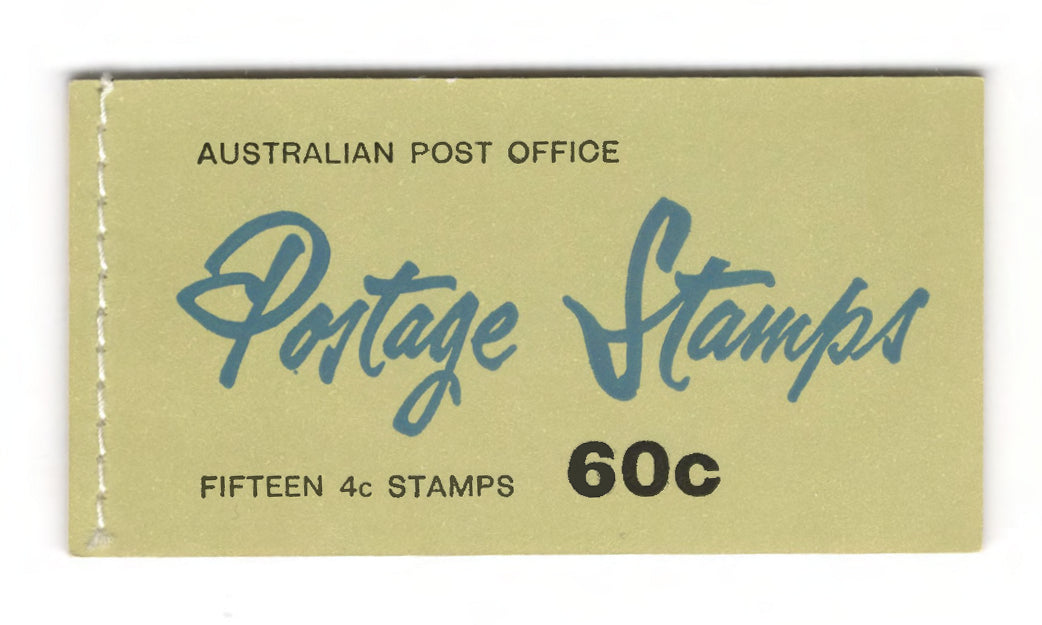 AUSTRALIAN POST OFFICE
Postage Stamps
FIFTEEN 4c STAMPS 60c